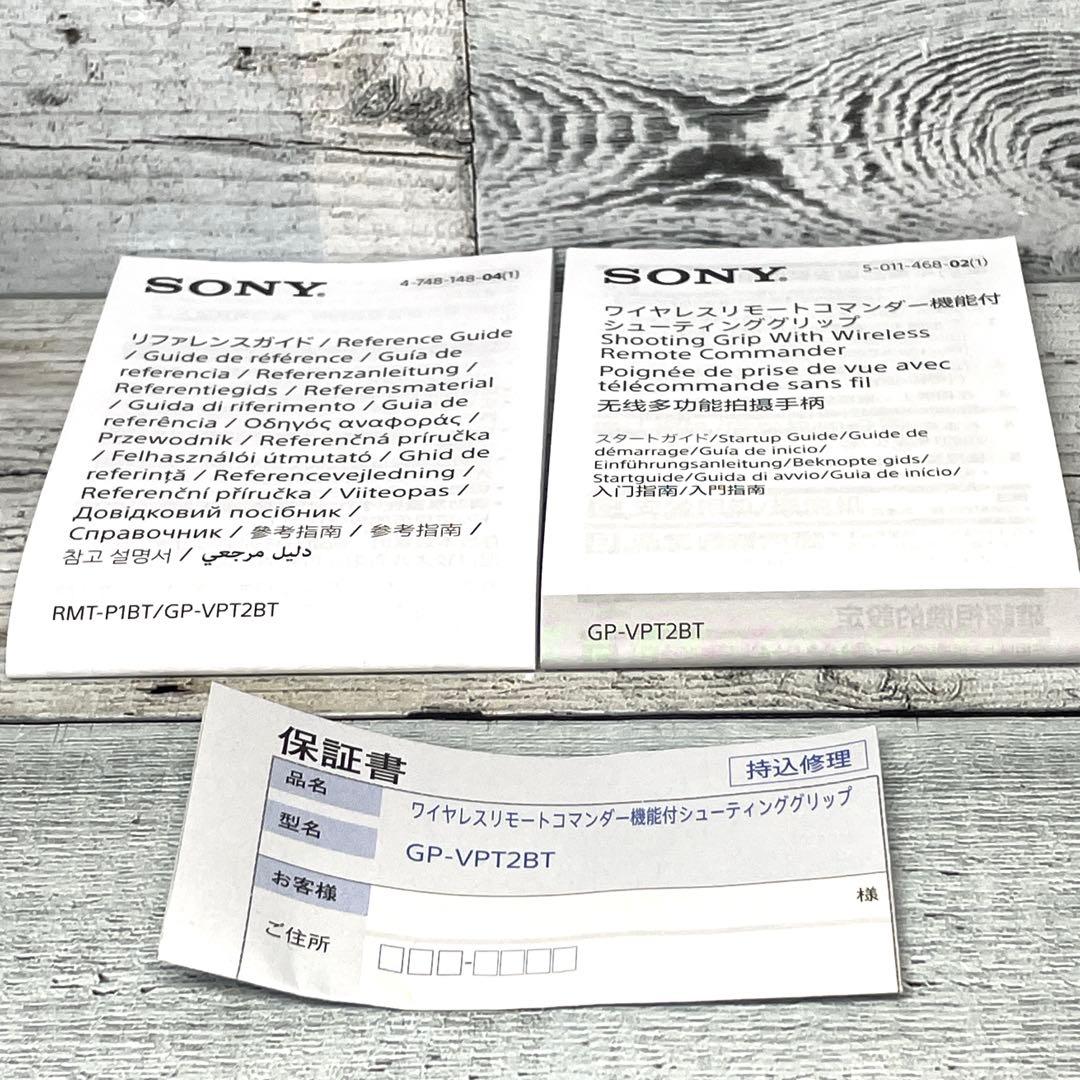 SONY®
4-748-148-04(1)
リファレンスガイド / Reference Guide
/ Guide de référence / Guía de
referencia / Referenzanleitung /
Referentiegids / Referensmaterial
/ Guida di riferimento / Guia de
referência / Οδηγός αναφοράς /
Przewodnik / Referenčná príručka
/ Felhasználói útmutató / Ghid de
referință / Referencevejledning /
Referenční příručka / Viiteopas /
Довідковий посібник /
Справочник / 參考指南 / 参考指南 /
참고 설명서 / دليل مرجعي
RMT-P1BT/GP-VPT2BT
SONY®
5-011-468-02(1)
ワイヤレスリモートコマンダー機能付
シューティンググリップ
Shooting Grip With Wireless
Remote Commander
Poignée de prise de vue avec
télécommande sans fil
无线多功能拍摄手柄
スタートガイド/Startup Guide/Guide de
démarrage/Guía de inicio/
Einführungsanleitung/Beknopte gids/
Startguide/Guida di avvio/Guia de início/
入门指南/入門指南
確認相機的設定
GP-VPT2BT
保証書
持込修理
品名
ワイヤレスリモートコマンダー機能付シューティンググリップ
型名
GP-VPT2BT
お客様
様
ご住所
□□□-□□□□